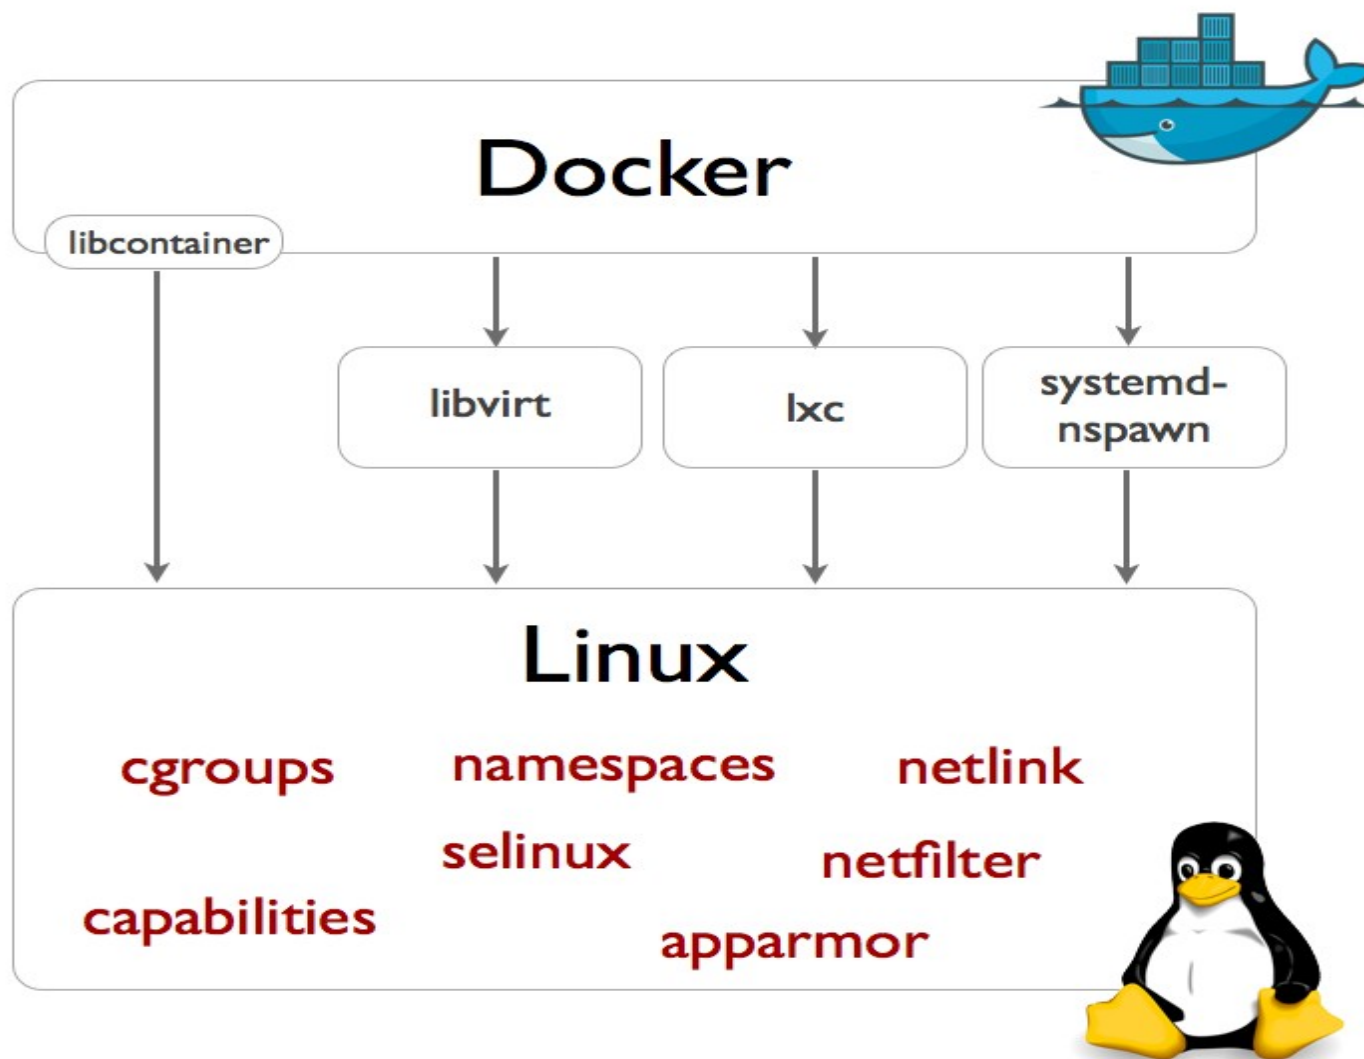 Docker
libcontainer
libvirt
lxc
systemd-
nspawn
Linux
cgroups
namespaces
netlink
selinux
netfilter
capabilities
apparmor